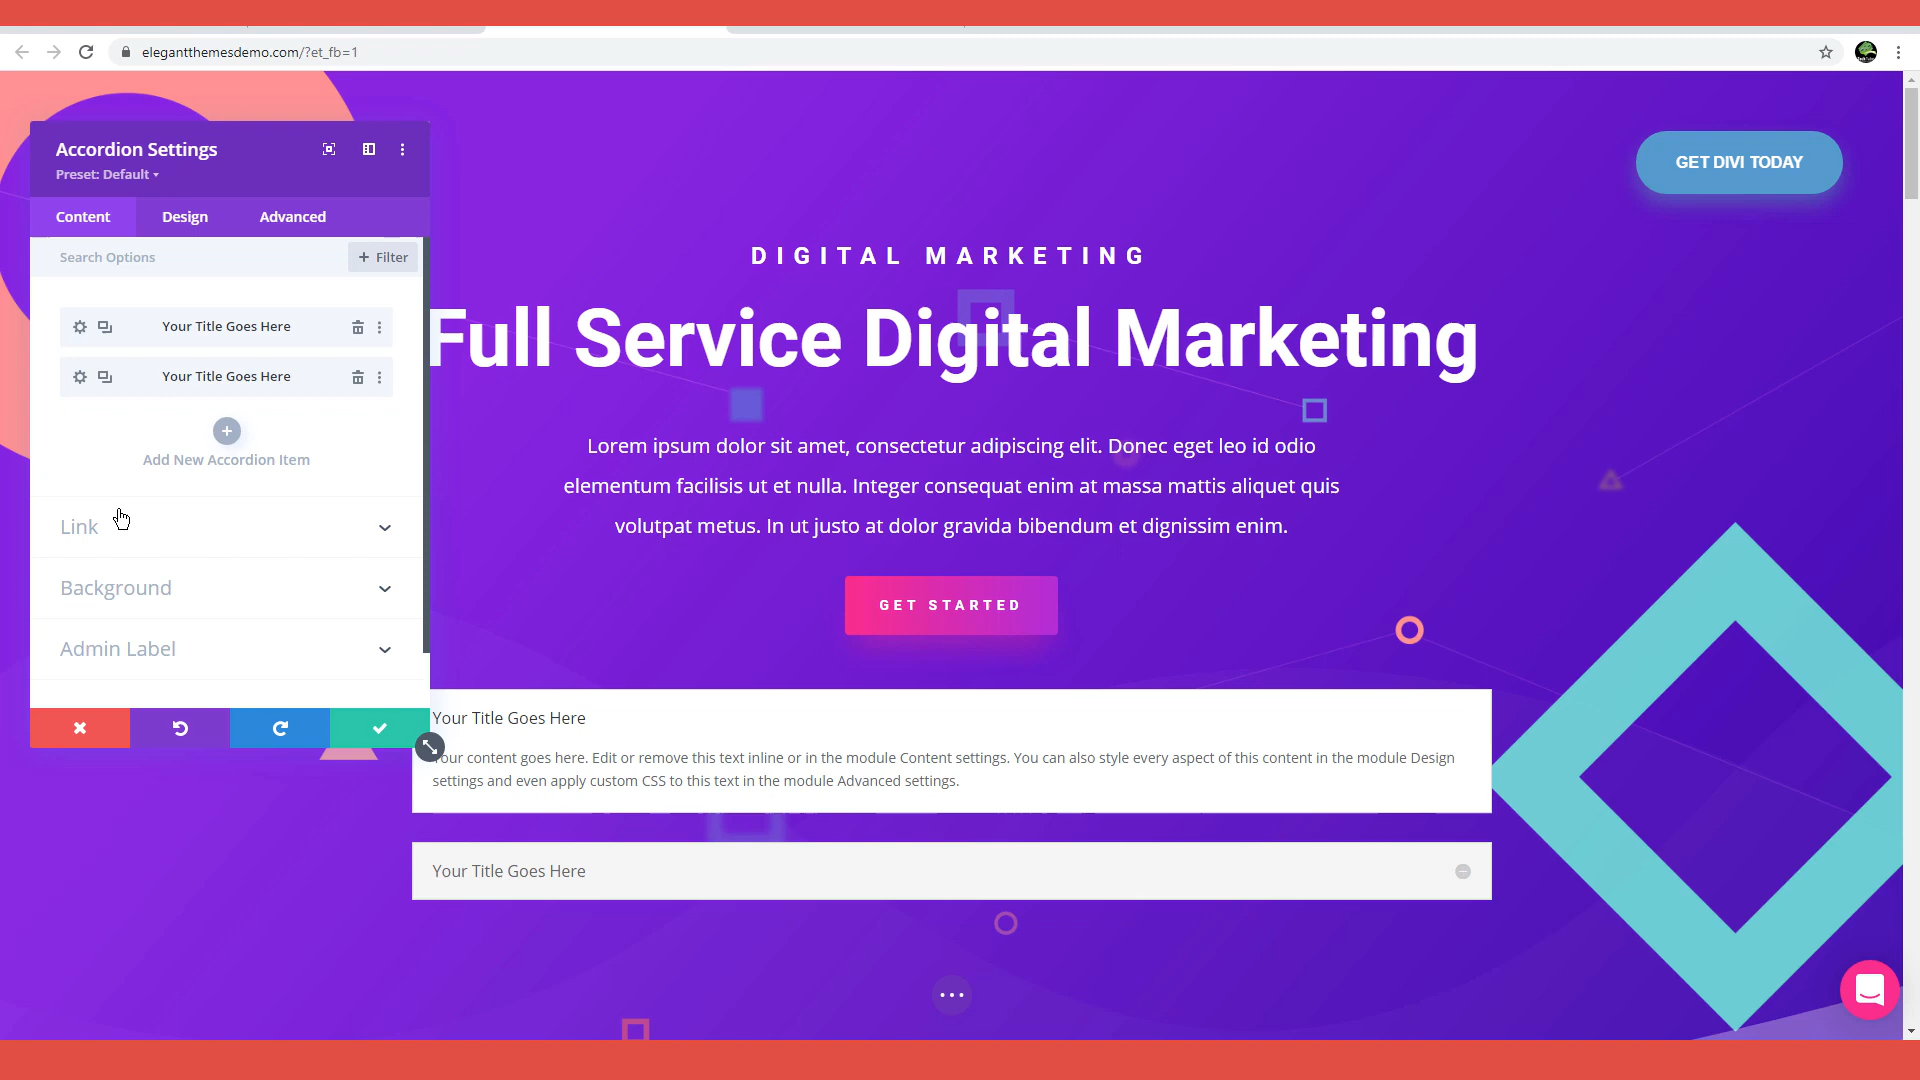 elegantthemesdemo.com/?et_fb=1
GET DIVI TODAY
Accordion Settings
Preset: Default
Content
Design
Advanced
Search Options
+ Filter
Your Title Goes Here
Your Title Goes Here
Add New Accordion Item
Link
Background
Admin Label
DIGITAL MARKETING
Full Service Digital Marketing
Lorem ipsum dolor sit amet, consectetur adipiscing elit. Donec eget leo id odio
elementum facilisis ut et nulla. Integer consequat enim at massa mattis aliquet quis
volutpat metus. In ut justo at dolor gravida bibendum et dignissim enim.
GET STARTED
Your Title Goes Here
Your content goes here. Edit or remove this text inline or in the module Content settings. You can also style every aspect of this content in the module Design
settings and even apply custom CSS to this text in the module Advanced settings.
Your Title Goes Here